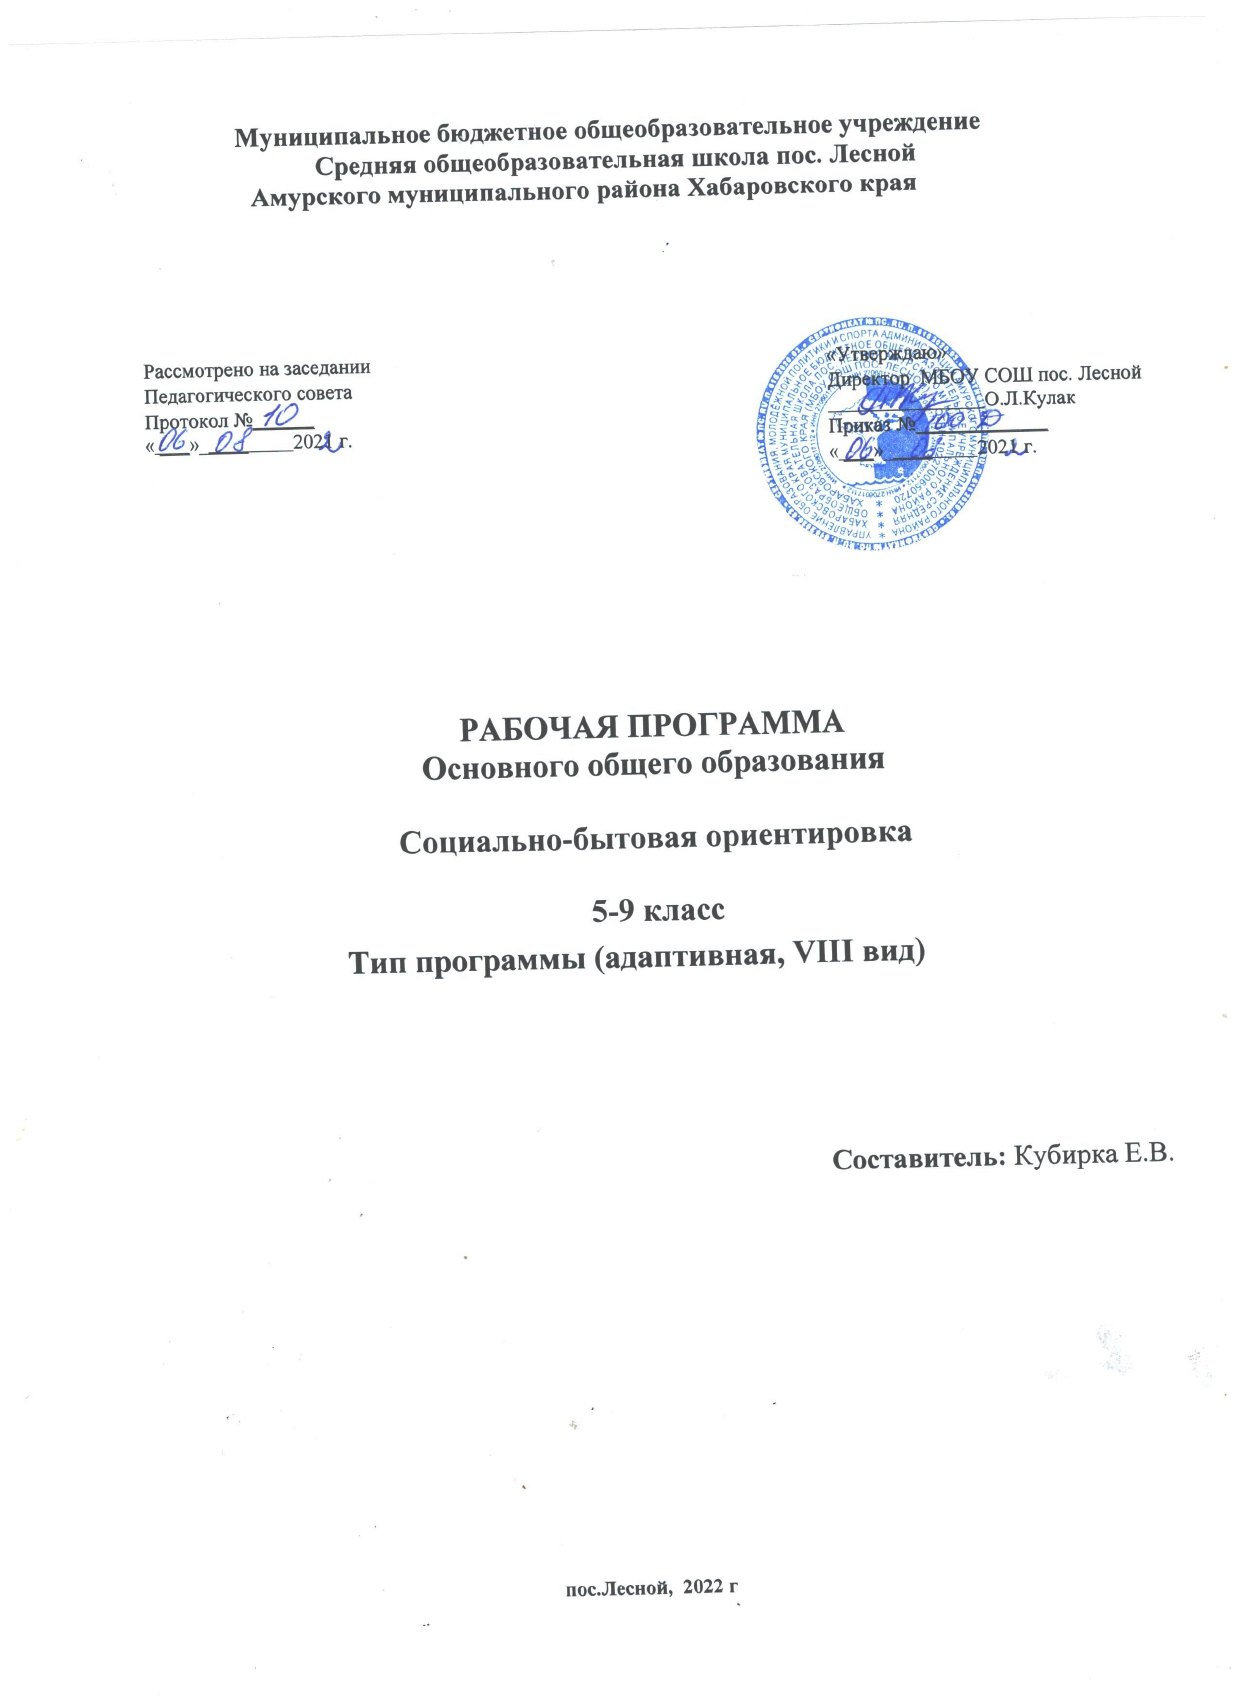 Муниципальное бюджетное общеобразовательное учреждение
Средняя общеобразовательная школа пос. Лесной
Амурского муниципального района Хабаровского края
Рассмотрено на заседании
Педагогического совета
Протокол № 10
«06» 08 2022 г.
«Утверждаю»
Директор МБОУ СОШ пос. Лесной
О.Л.Кулак
Приказ №
«06» 2022 г.
РАБОЧАЯ ПРОГРАММА
Основного общего образования
Социально-бытовая ориентировка
5-9 класс
Тип программы (адаптивная, VIII вид)
Составитель: Кубирка Е.В.
пос.Лесной, 2022 г